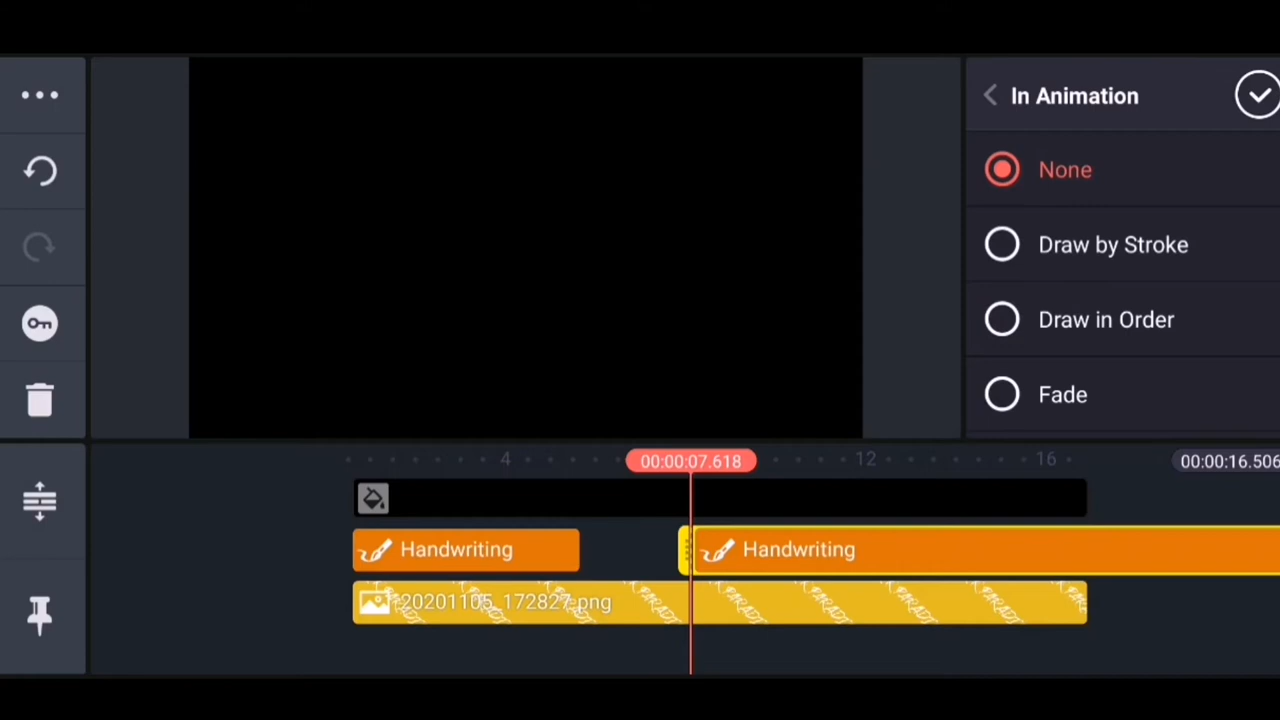 In Animation
None
Draw by Stroke
Draw in Order
Fade
4
00:00:07.618
12
16
00:00:16.506
Handwriting
Handwriting
20201105_172827.png